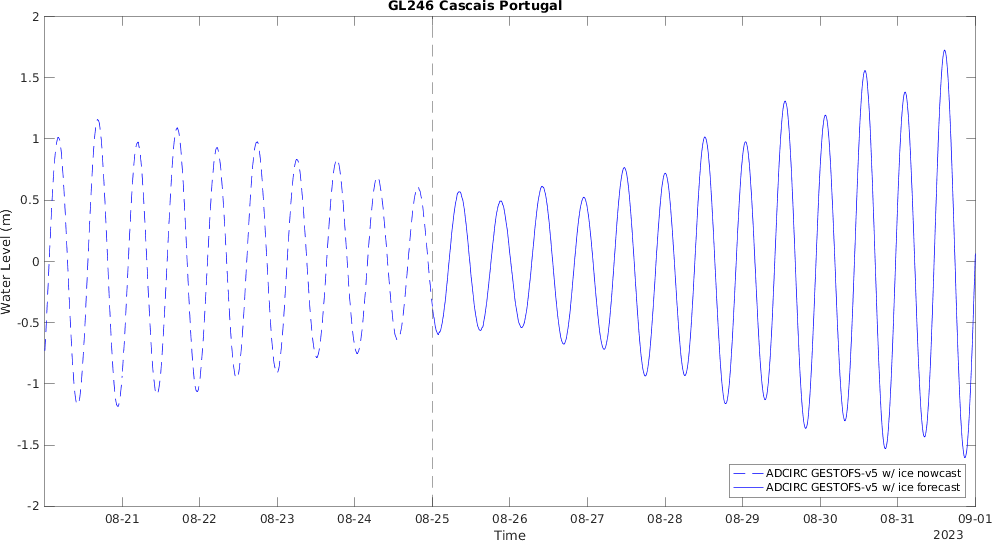 GL246 Cascais Portugal
2
1.5
1
0.5
0
-0.5
-1
-1.5
-2
Water Level (m)
ADCIRC GESTOFS-v5 w/ ice nowcast
ADCIRC GESTOFS-v5 w/ ice forecast
08-21 08-22 08-23 08-24 08-25 08-26 08-27 08-28 08-29 08-30 08-31 09-01
Time
2023